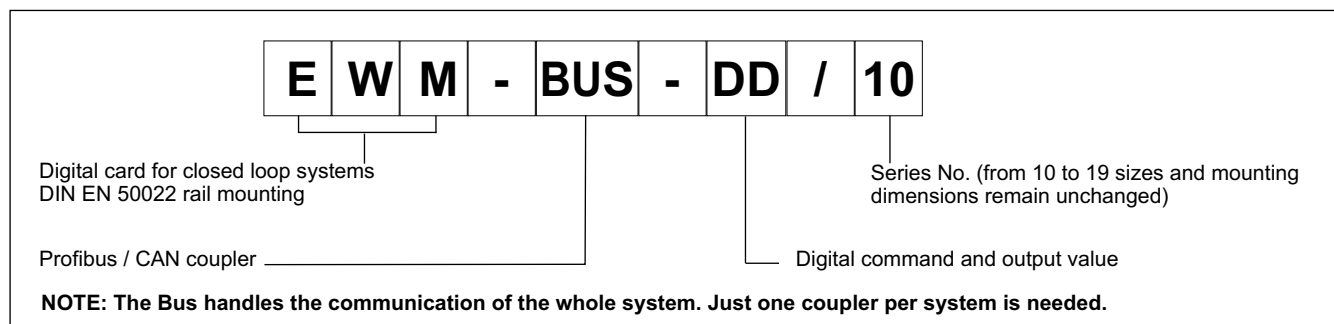 E W M - BUS - DD / 10
Digital card for closed loop systems
DIN EN 50022 rail mounting
Series No. (from 10 to 19 sizes and mounting
dimensions remain unchanged)
Profibus / CAN coupler
Digital command and output value
NOTE: The Bus handles the communication of the whole system. Just one coupler per system is needed.